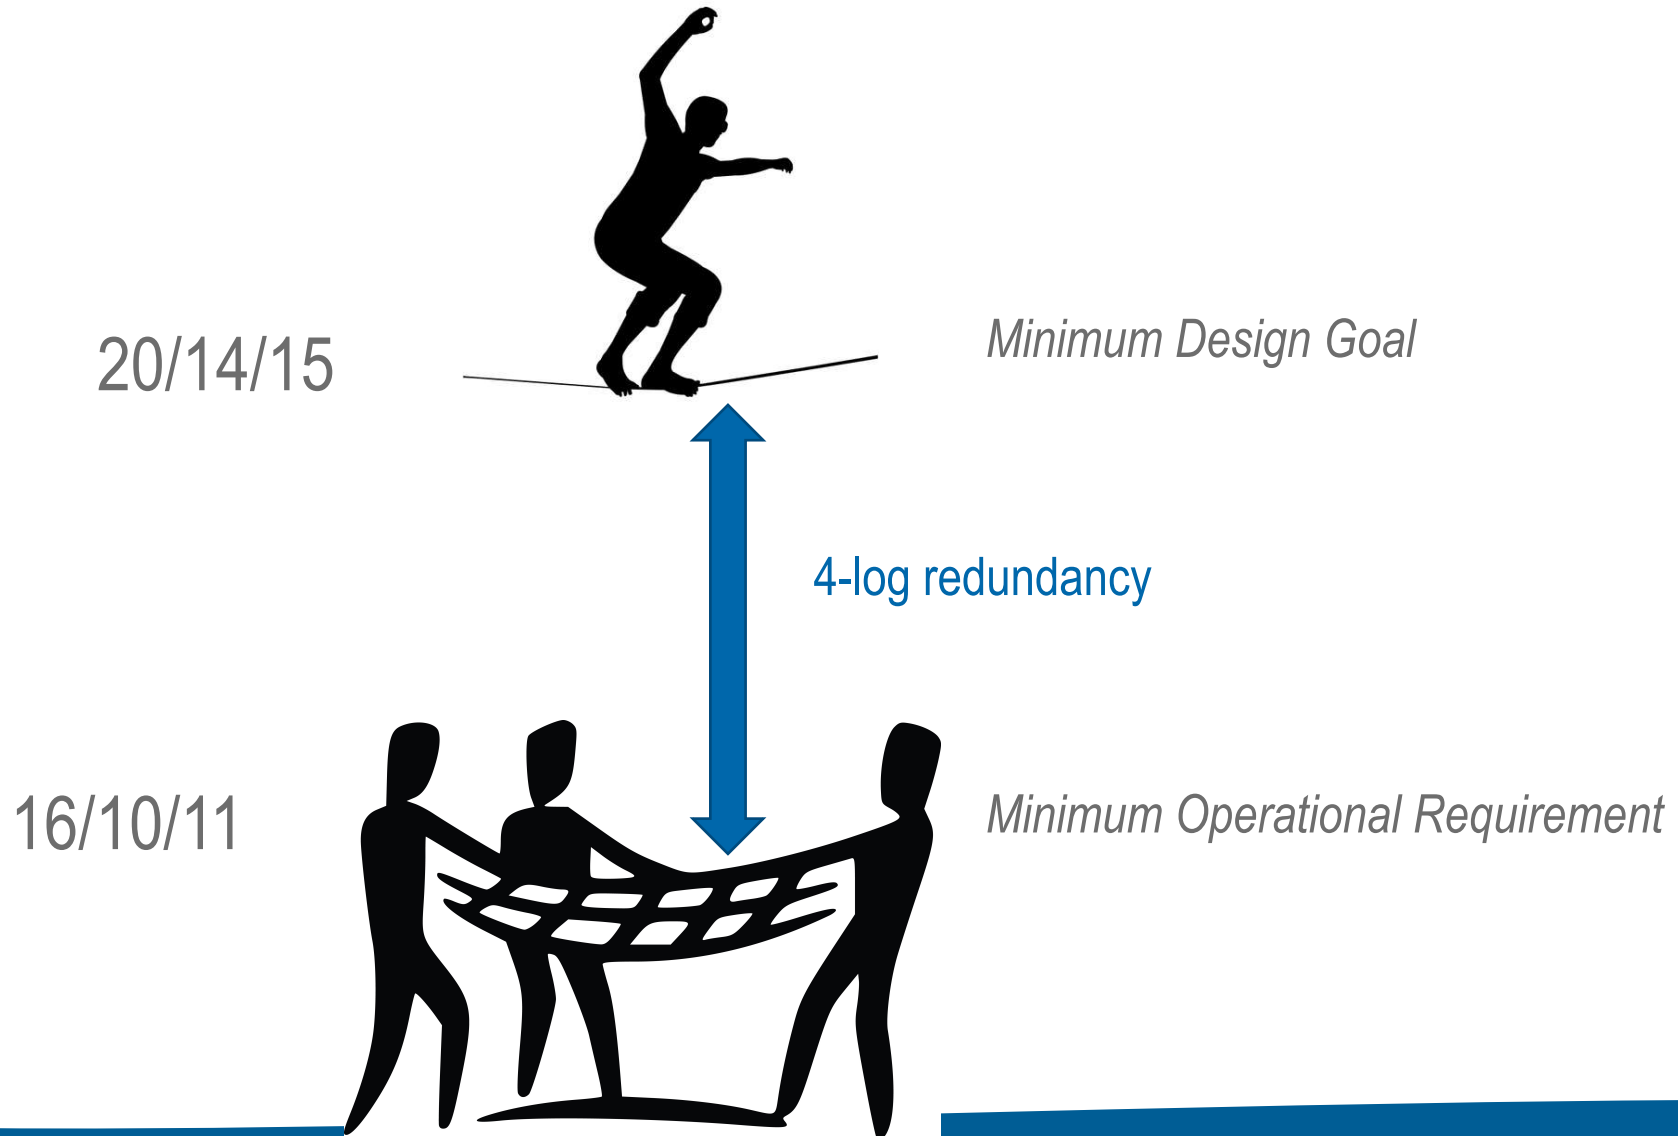 20/14/15
Minimum Design Goal
4-log redundancy
16/10/11
Minimum Operational Requirement